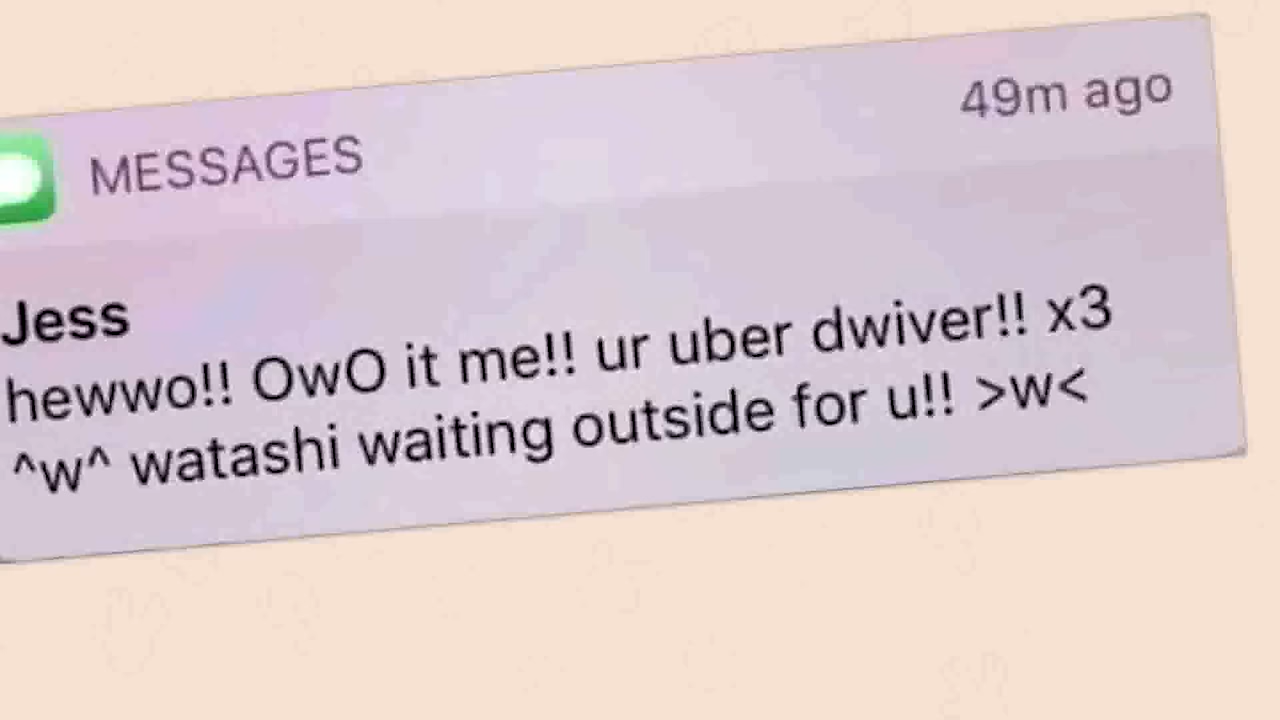 MESSAGES
49m ago
Jess
hewwo!! OwO it me!! ur uber dwiver!! x3
^w^ watashi waiting outside for u!! >w<